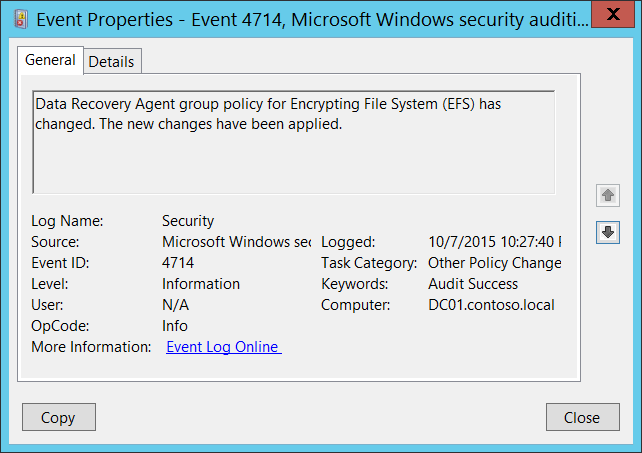 Event Properties - Event 4714, Microsoft Windows security auditi...
General Details
Data Recovery Agent group policy for Encrypting File System (EFS) has
changed. The new changes have been applied.
Log Name: Security
Source: Microsoft Windows sec Logged: 10/7/2015 10:27:40
Event ID: 4714 Task Category: Other Policy Change
Level: Information Keywords: Audit Success
User: N/A Computer: DC01.contoso.local
OpCode: Info
More Information: Event Log Online
Copy Close